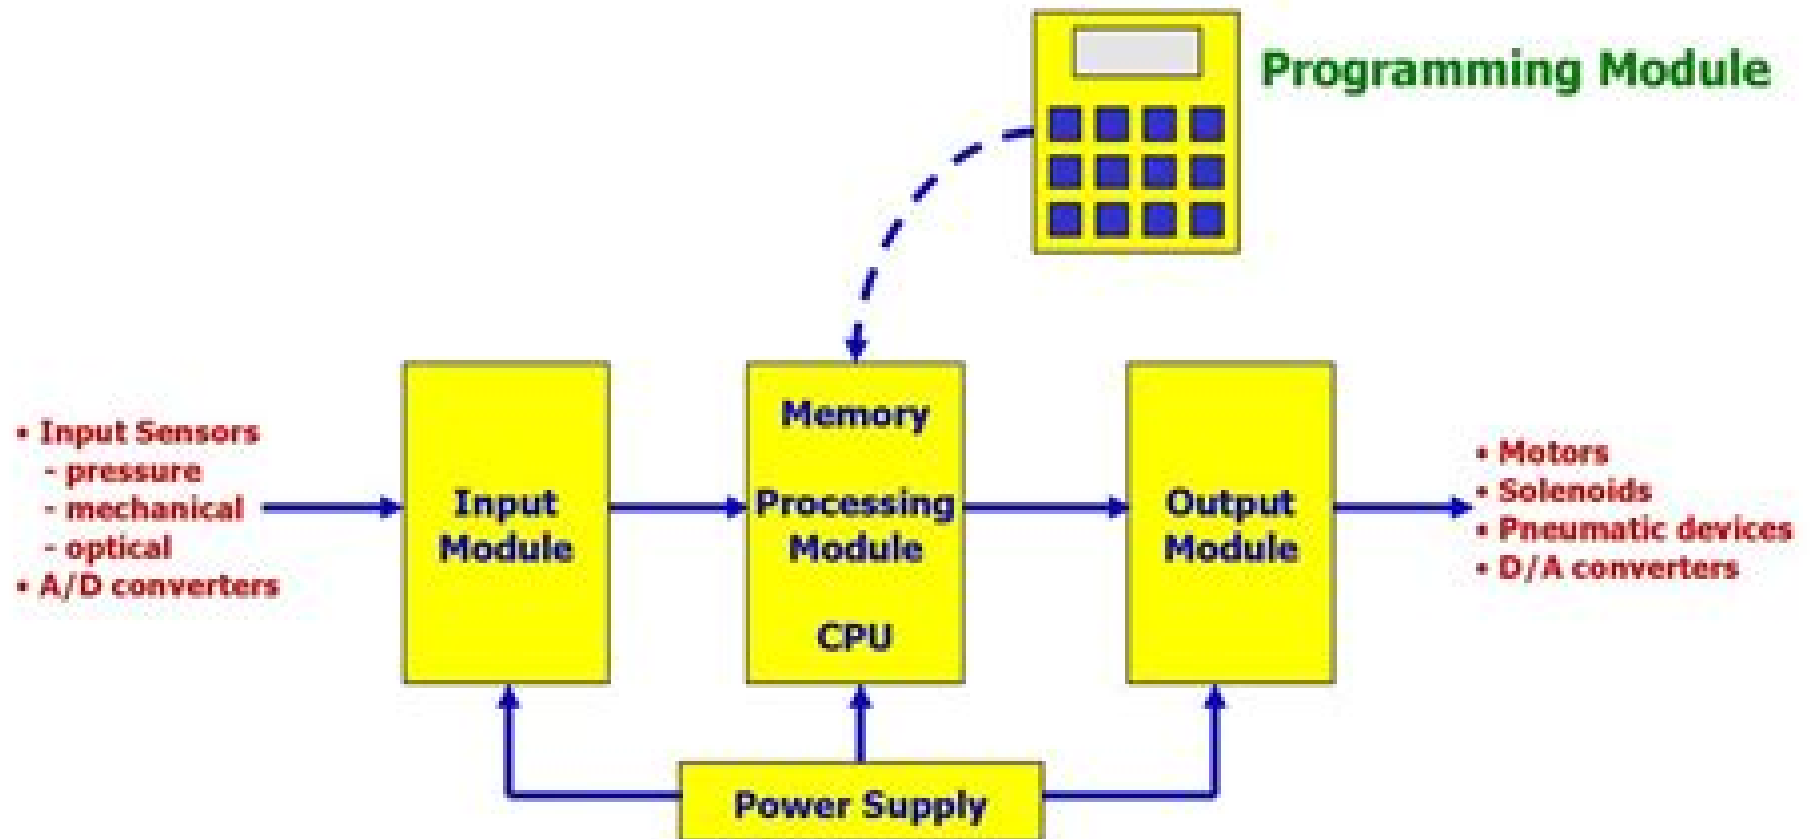 Programming Module
• Input Sensors
- pressure
- mechanical
- optical
• A/D converters
Input
Module
Memory
Processing
Module
CPU
Output
Module
• Motors
• Solenoids
• Pneumatic devices
• D/A converters
Power Supply